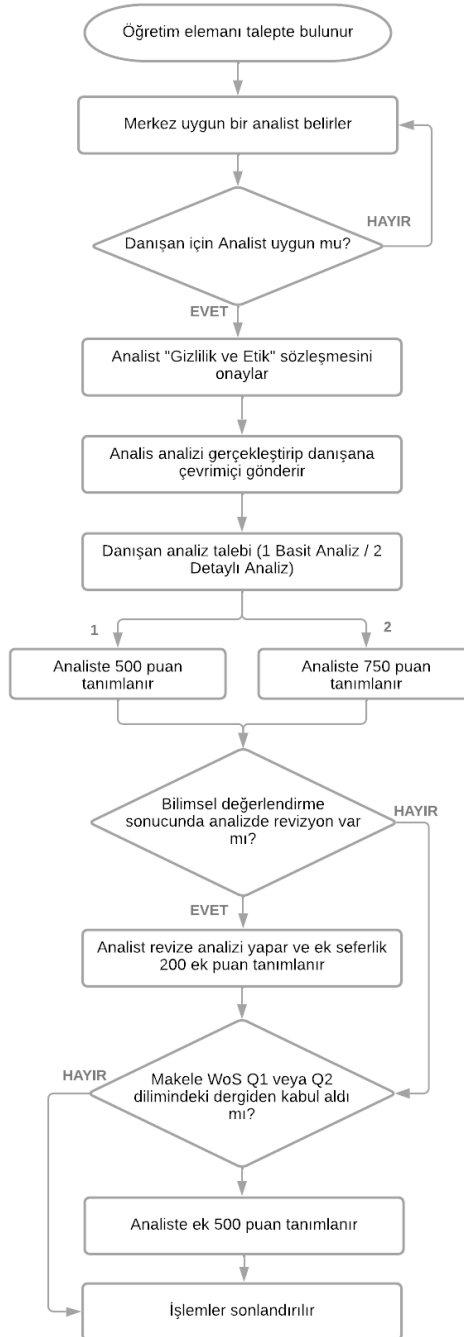 Öğretim elemanı talepte bulunur
Merkez uygun bir analist belirler
HAYIR
Danışan için Analist uygun mu?
EVET
Analist "Gizlilik ve Etik" sözleşmesini
onaylar
Analis analizi gerçekleştirip danışana
çevrimiçi gönderir
Danışan analiz talebi (1 Basit Analiz / 2
Detaylı Analiz)
1
2
Analiste 500 puan
tanımlanır
Analiste 750 puan
tanımlanır
Bilimsel değerlendirme
sonucunda analizde revizyon var
mı?
HAYIR
EVET
Analist revize analizi yapar ve ek seferlik
200 ek puan tanımlanır
HAYIR
Makele WoS Q1 veya Q2
dilimindeki dergiden kabul aldı
mı?
Analiste ek 500 puan tanımlanır
İşlemler sonlandırılır